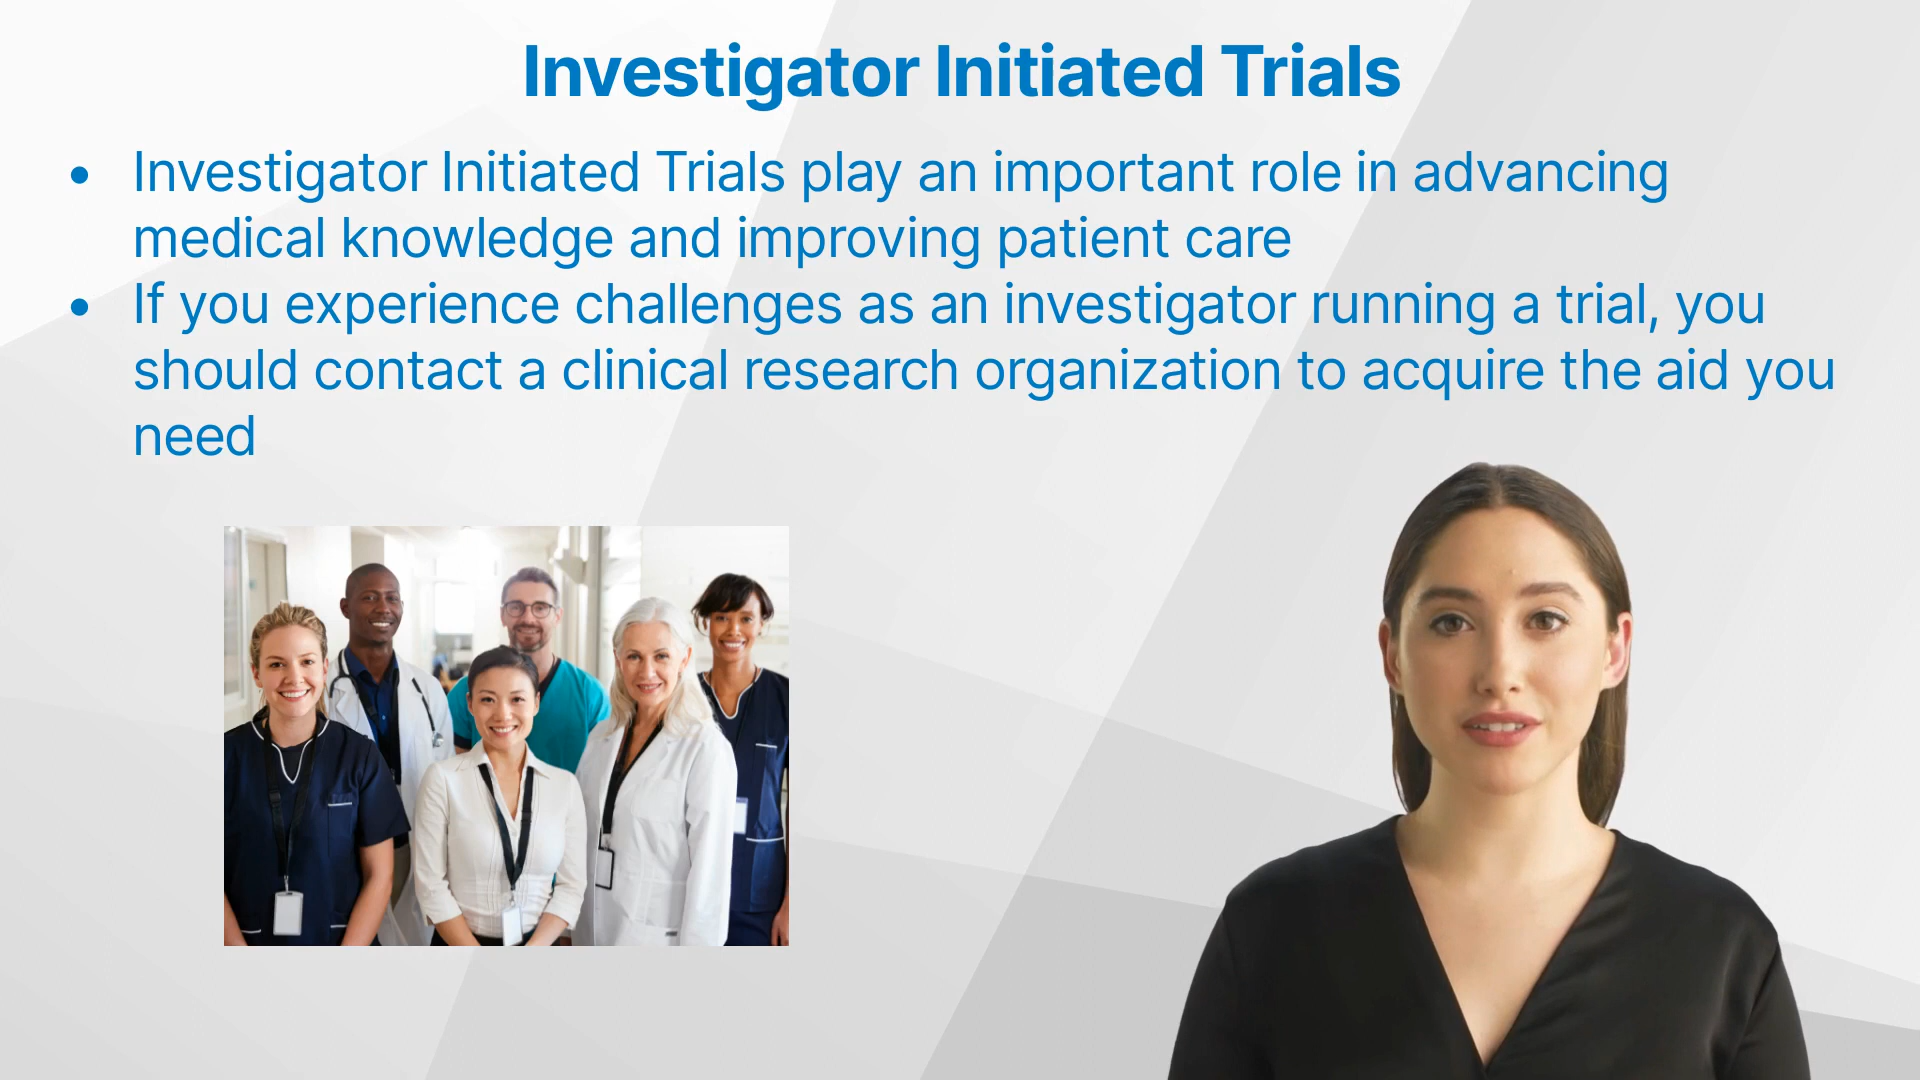 Investigator Initiated Trials
• Investigator Initiated Trials play an important role in advancing
medical knowledge and improving patient care
• If you experience challenges as an investigator running a trial, you
should contact a clinical research organization to acquire the aid you
need